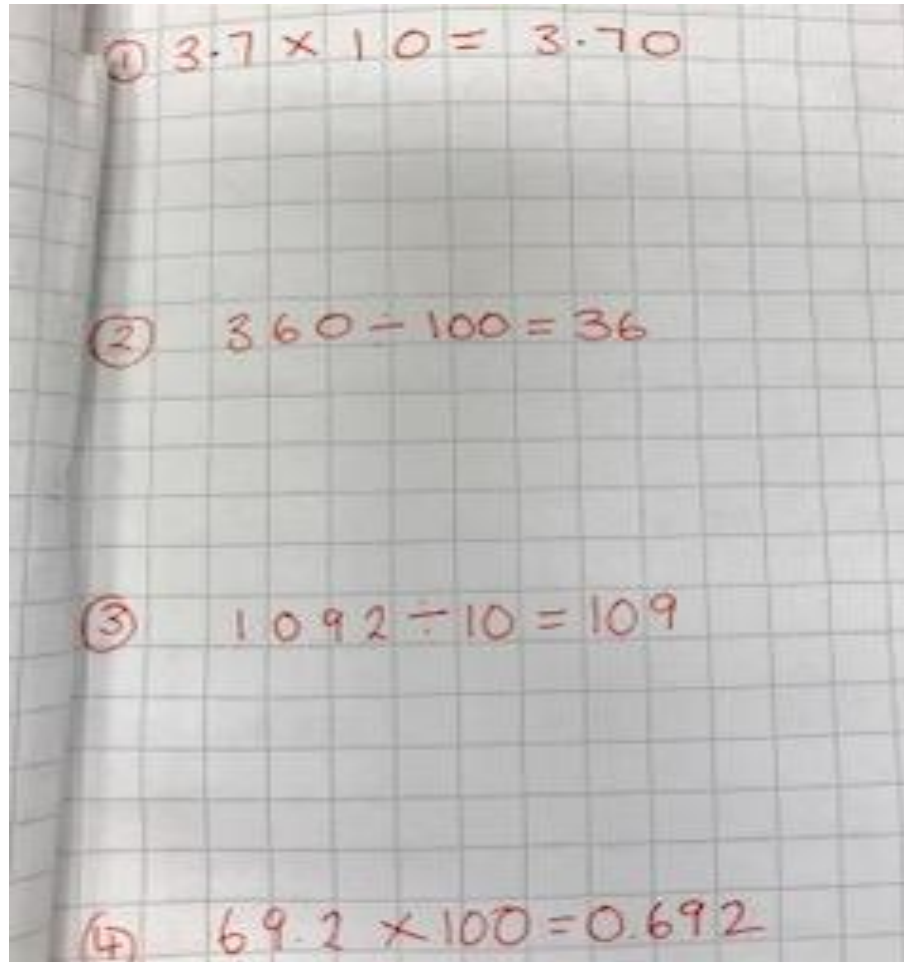 ① 3.7 × 10 = 3.70
② 360 ÷ 100 = 36
③ 1092 ÷ 10 = 109
④ 69.2 × 100 = 0.692